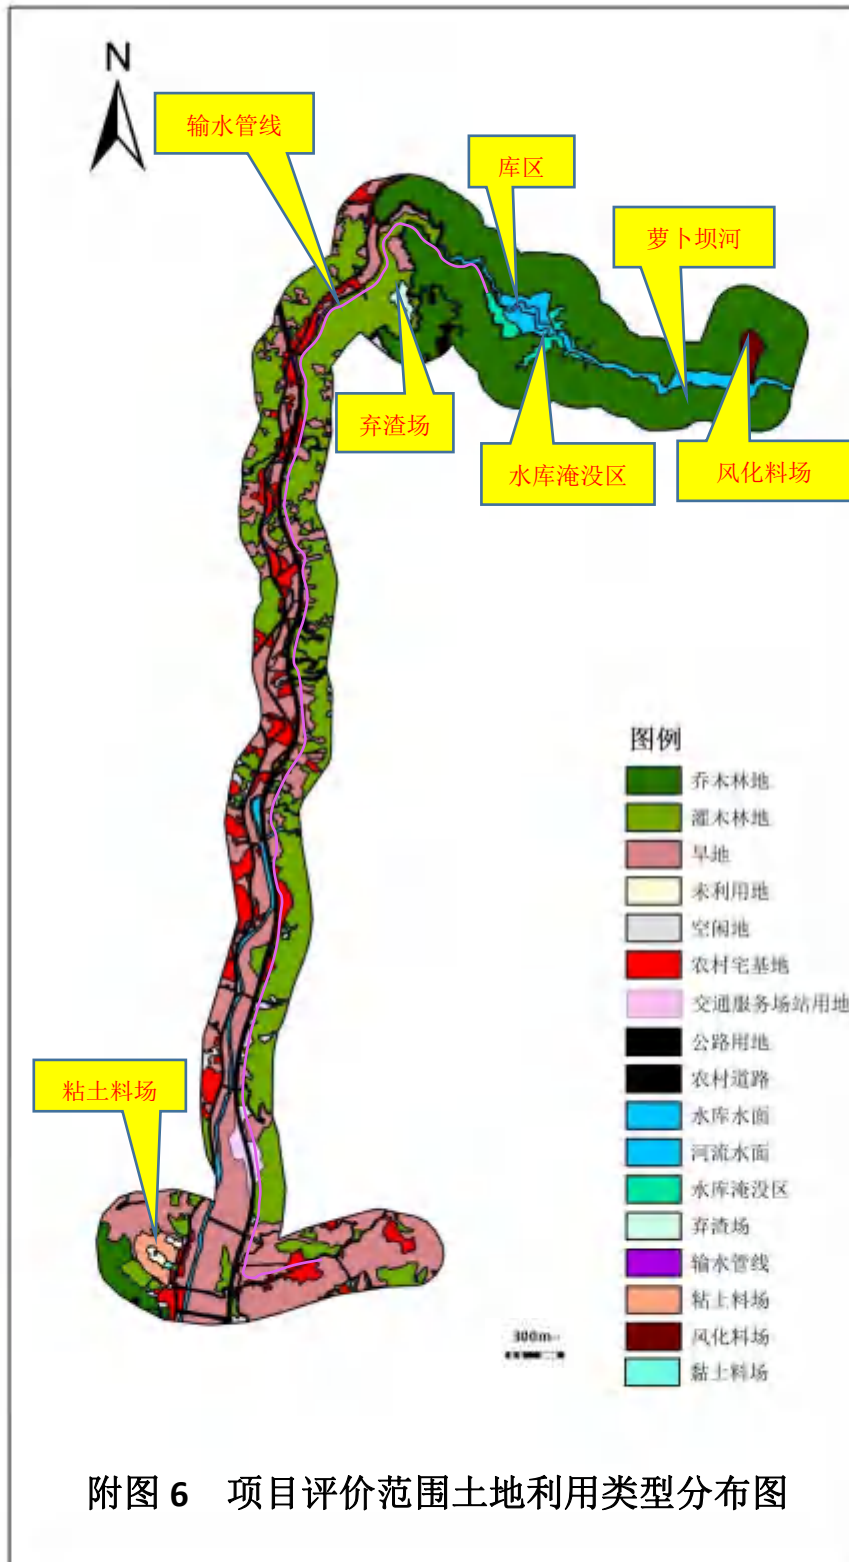 N
输水管线
库区
萝卜坝河
弃渣场
水库淹没区
风化料场
粘土料场
图例
乔木林地
灌木林地
旱地
未利用地
空闲地
农村宅基地
交通服务场站用地
公路用地
农村道路
水库水面
河流水面
水库淹没区
弃渣场
输水管线
粘土料场
风化料场
黏土料场
300m
附图 6 项目评价范围土地利用类型分布图